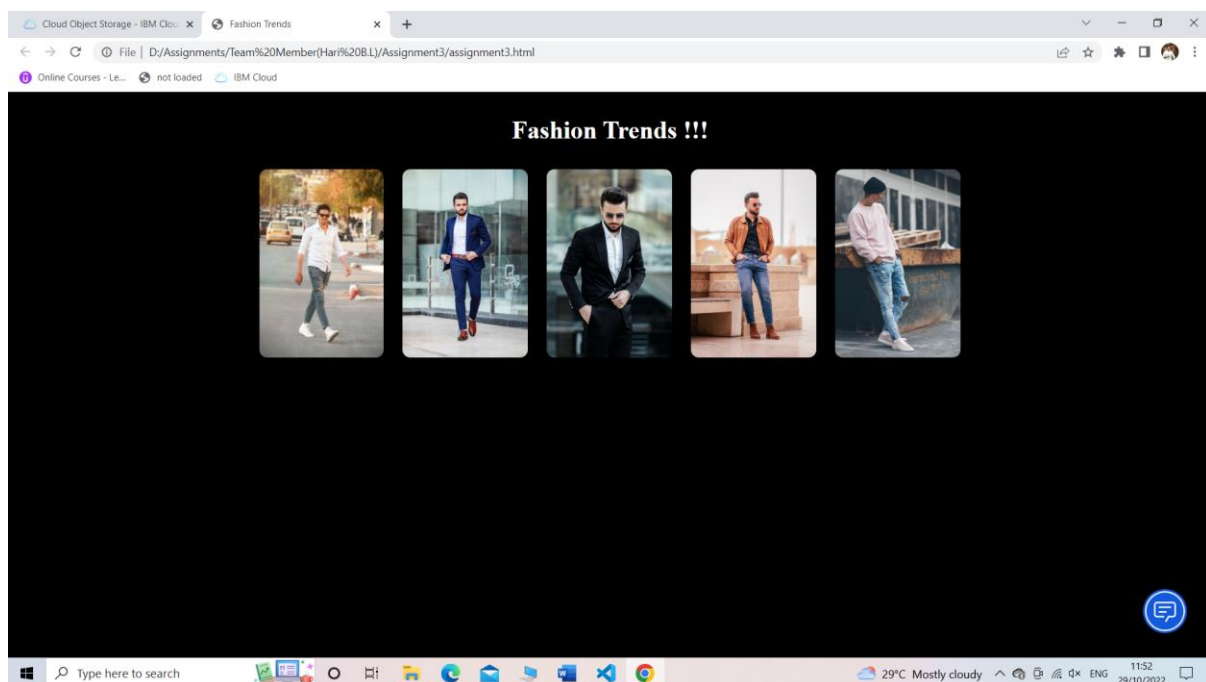 Cloud Object Storage - IBM Clou
Fashion Trends
File | D:/Assignments/Team%20Member(Hari%20B.L)/Assignment3/assignment3.html
Online Courses - Le...
not loaded
IBM Cloud
Fashion Trends !!!
Type here to search
29°C Mostly cloudy
ENG
11:52
29/10/2022